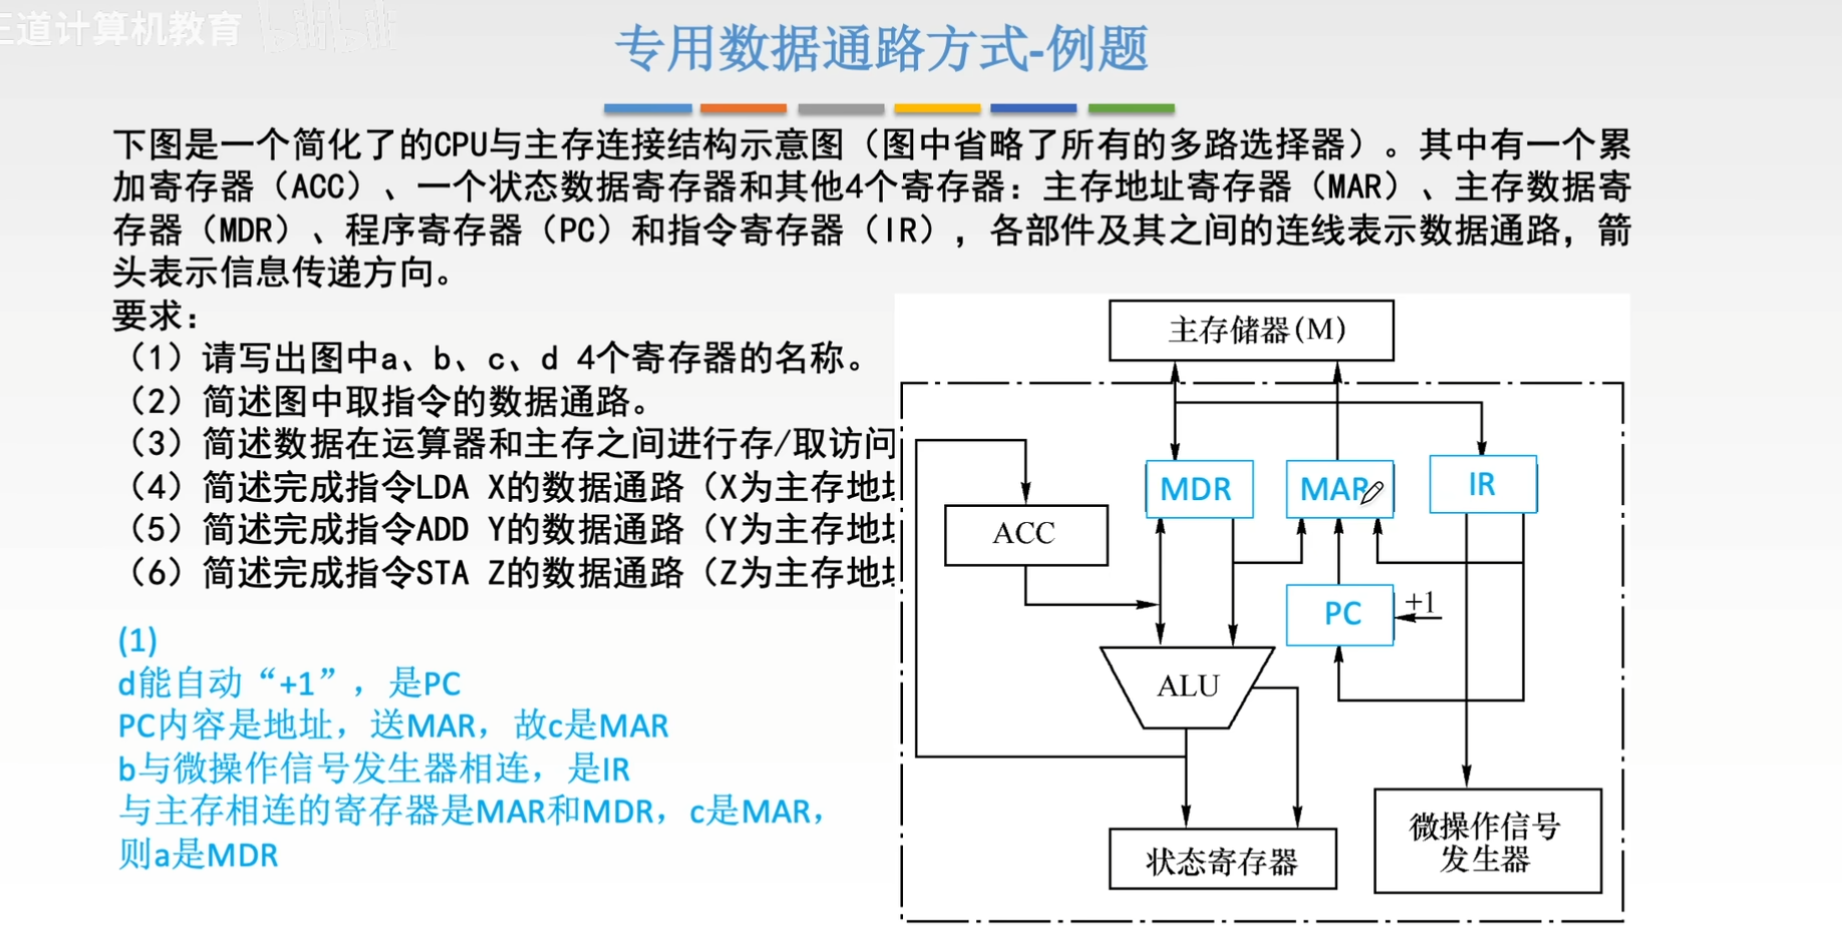 三道计算机教育 bilibili
专用数据通路方式-例题
下图是一个简化了的CPU与主存连接结构示意图（图中省略了所有的多路选择器）。其中有一个累
加寄存器（ACC）、一个状态数据寄存器和其他4个寄存器：主存地址寄存器（MAR）、主存数据寄
存器（MDR）、程序寄存器（PC）和指令寄存器（IR），各部件及其之间的连线表示数据通路，箭
头表示信息传递方向。
要求：
（1）请写出图中a、b、c、d 4个寄存器的名称。
（2）简述图中取指令的数据通路。
（3）简述数据在运算器和主存之间进行存/取访问
（4）简述完成指令LDA X的数据通路（X为主存地
（5）简述完成指令ADD Y的数据通路（Y为主存地
（6）简述完成指令STA Z的数据通路（Z为主存地
(1)
d能自动“+1”，是PC
PC内容是地址，送MAR，故c是MAR
b与微操作信号发生器相连，是IR
与主存相连的寄存器是MAR和MDR，c是MAR，
则a是MDR
主存储器(M)
MDR
MAR
IR
ACC
PC
+1
ALU
状态寄存器
微操作信号
发生器